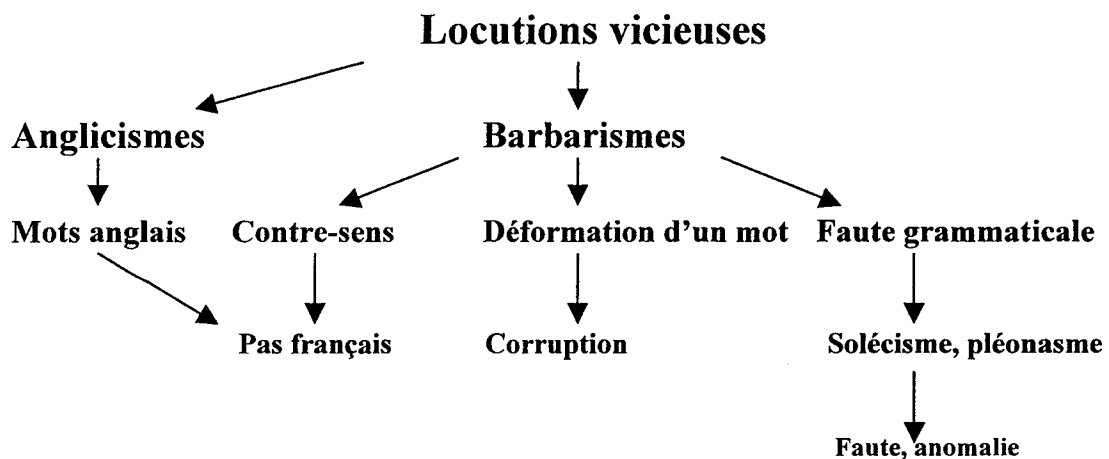 Locutions vicieuses
Anglicismes Barbarismes
Mots anglais Contre-sens Déformation d'un mot Faute grammaticale
Pas français Corruption Solécisme, pléonasme
Faute, anomalie